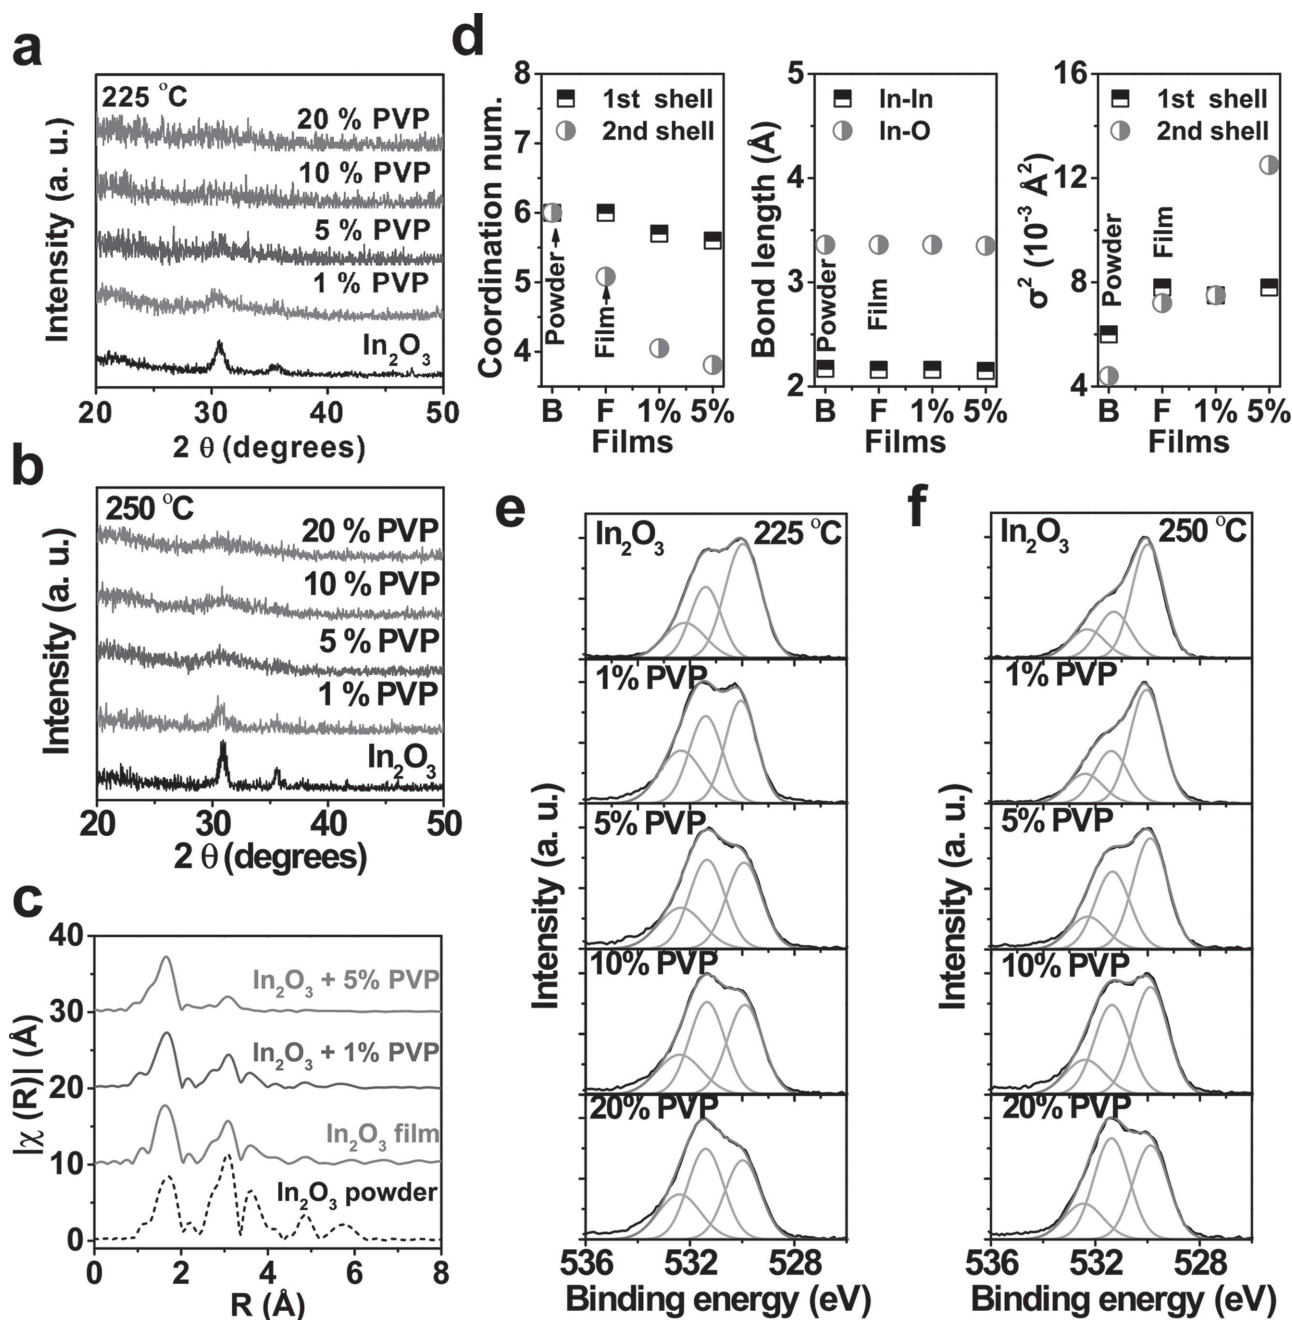 a
225 °C
20 % PVP
10 % PVP
5 % PVP
1 % PVP
In₂O₃
Intensity (a. u.)
20 30 40 50
2 θ (degrees)
b
250 °C
20 % PVP
10 % PVP
5 % PVP
1 % PVP
In₂O₃
Intensity (a. u.)
20 30 40 50
2 θ (degrees)
c
40
30
20
10
0
In₂O₃ + 5% PVP
In₂O₃ + 1% PVP
In₂O₃ film
In₂O₃ powder
|χ (R)| (Å)
0 2 4 6 8
R (Å)
d
8
7
6
5
4
Coordination num.
1st shell
2nd shell
Powder
Film
B F 1% 5%
Films
5
4
3
2
Bond length (Å)
In-In
In-O
Powder
Film
B F 1% 5%
Films
16
12
8
4
σ² (10⁻³ Å²)
1st shell
2nd shell
Powder
Film
B F 1% 5%
Films
e
In₂O₃ 225 °C
1% PVP
5% PVP
10% PVP
20% PVP
Intensity (a. u.)
536 532 528
Binding energy (eV)
f
In₂O₃ 250 °C
1% PVP
5% PVP
10% PVP
20% PVP
Intensity (a. u.)
536 532 528
Binding energy (eV)